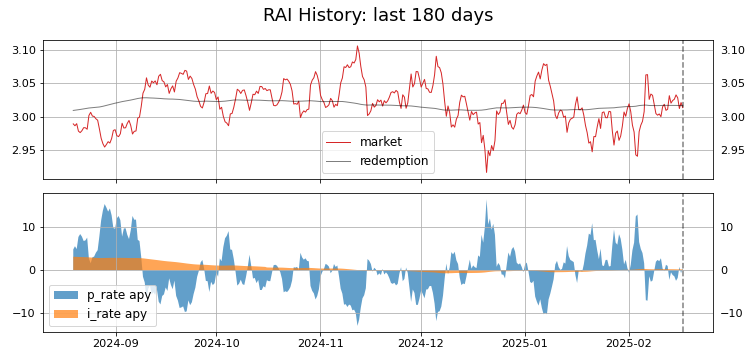 RAI History: last 180 days
3.10 3.10
3.05 3.05
3.00 3.00
2.95 2.95
market
redemption
10 10
0 0
−10 −10
p_rate apy
i_rate apy
2024-09 2024-10 2024-11 2024-12 2025-01 2025-02